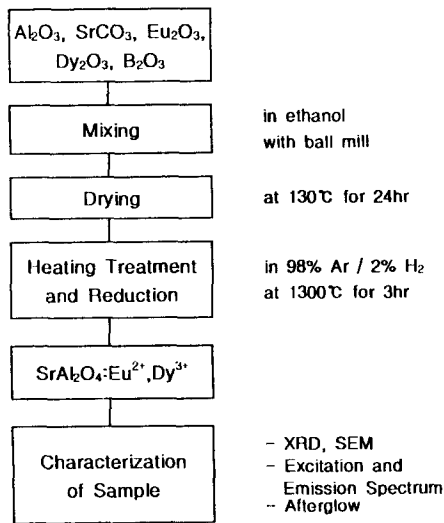 Al₂O₃, SrCO₃, Eu₂O₃,
Dy₂O₃, B₂O₃
Mixing
in ethanol
with ball mill
Drying
at 130℃ for 24hr
Heating Treatment
and Reduction
in 98% Ar / 2% H₂
at 1300℃ for 3hr
SrAl₂O₄:Eu²⁺,Dy³⁺
Characterization
of Sample
- XRD, SEM
- Excitation and
Emission Spectrum
- Afterglow